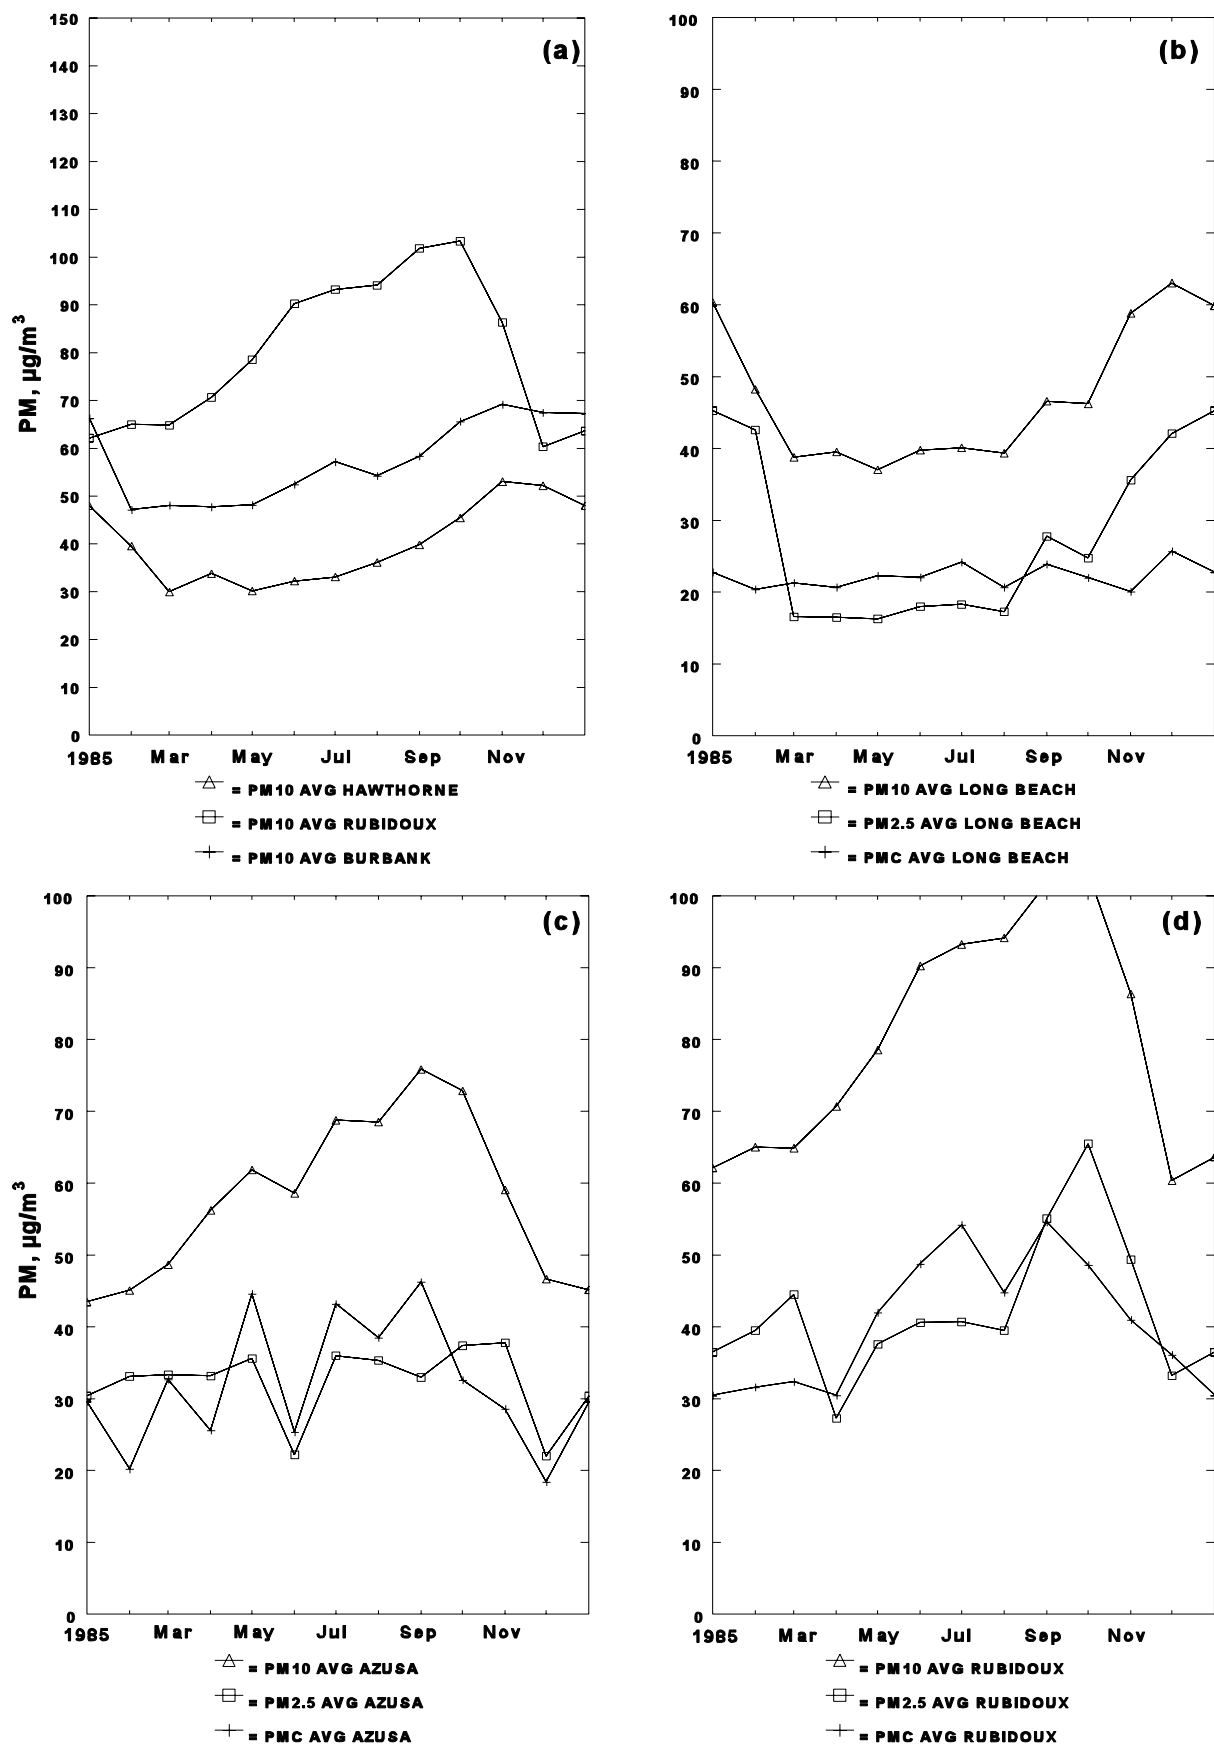 (a)
150
140
130
120
110
100
90
80
70
60
50
40
30
20
10
0
PM, µg/m³
1985 Mar May Jul Sep Nov
= PM10 AVG HAWTHORNE
= PM10 AVG RUBIDOUX
= PM10 AVG BURBANK
(b)
100
90
80
70
60
50
40
30
20
10
0
1985 Mar May Jul Sep Nov
= PM10 AVG LONG BEACH
= PM2.5 AVG LONG BEACH
= PMC AVG LONG BEACH
(c)
100
90
80
70
60
50
40
30
20
10
0
PM, µg/m³
1985 Mar May Jul Sep Nov
= PM10 AVG AZUSA
= PM2.5 AVG AZUSA
= PMC AVG AZUSA
(d)
100
90
80
70
60
50
40
30
20
10
0
1985 Mar May Jul Sep Nov
= PM10 AVG RUBIDOUX
= PM2.5 AVG RUBIDOUX
= PMC AVG RUBIDOUX